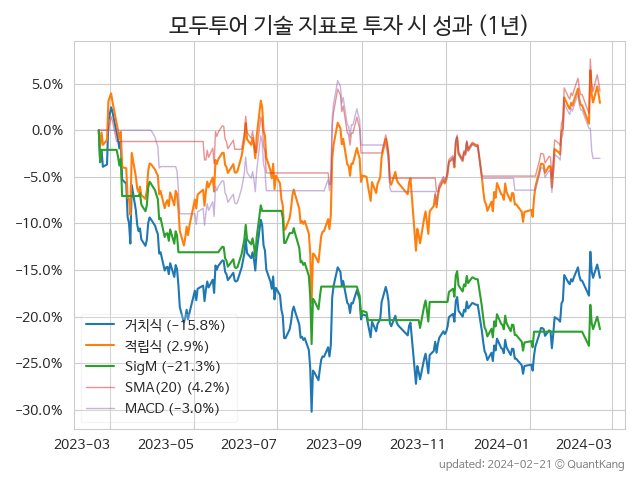 모두투어 기술 지표로 투자 시 성과 (1년)
5.0%
0.0%
−5.0%
−10.0%
−15.0%
−20.0%
−25.0%
−30.0%
거치식 (−15.8%)
적립식 (2.9%)
SigM (−21.3%)
SMA(20) (4.2%)
MACD (−3.0%)
2023-03 2023-05 2023-07 2023-09 2023-11 2024-01 2024-03
updated: 2024-02-21 © QuantKang